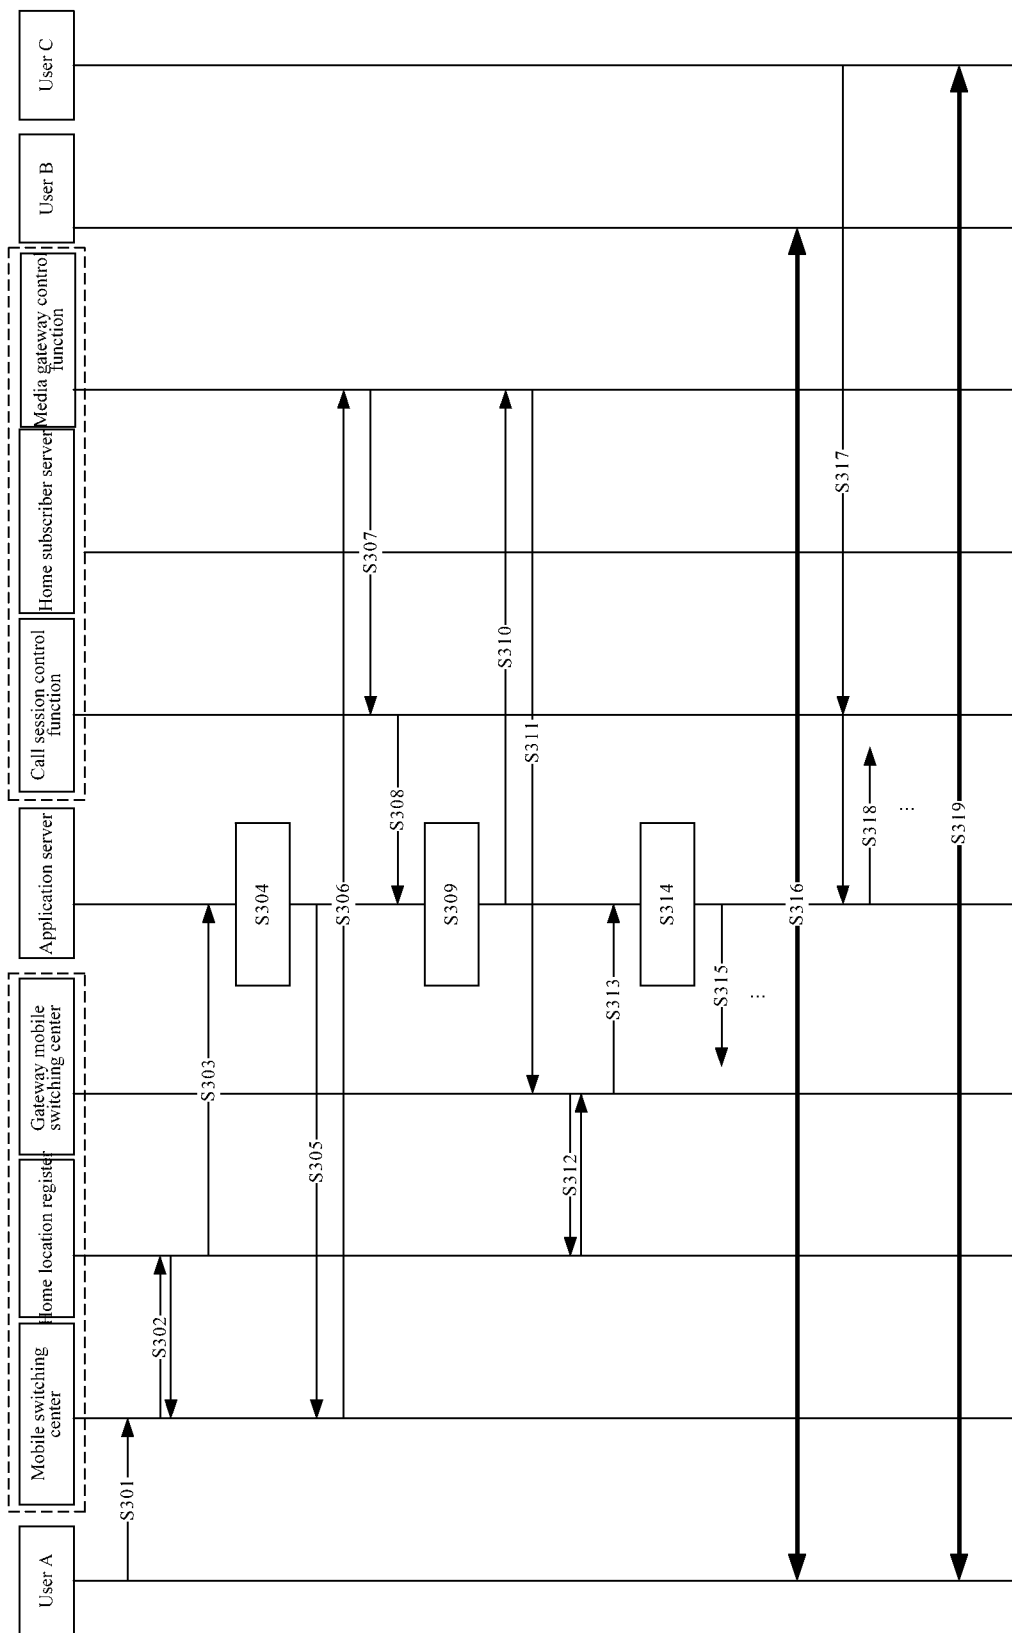 User A
Mobile switching
center
Home location register
Gateway mobile
switching center
Application server
Call session control
function
Home subscriber server
Media gateway control
function
User B
User C
S301
S302
S303
S304
S305
S306
S307
S308
S309
S310
S311
S312
S313
S314
S315
...
S316
S317
S318
...
S319